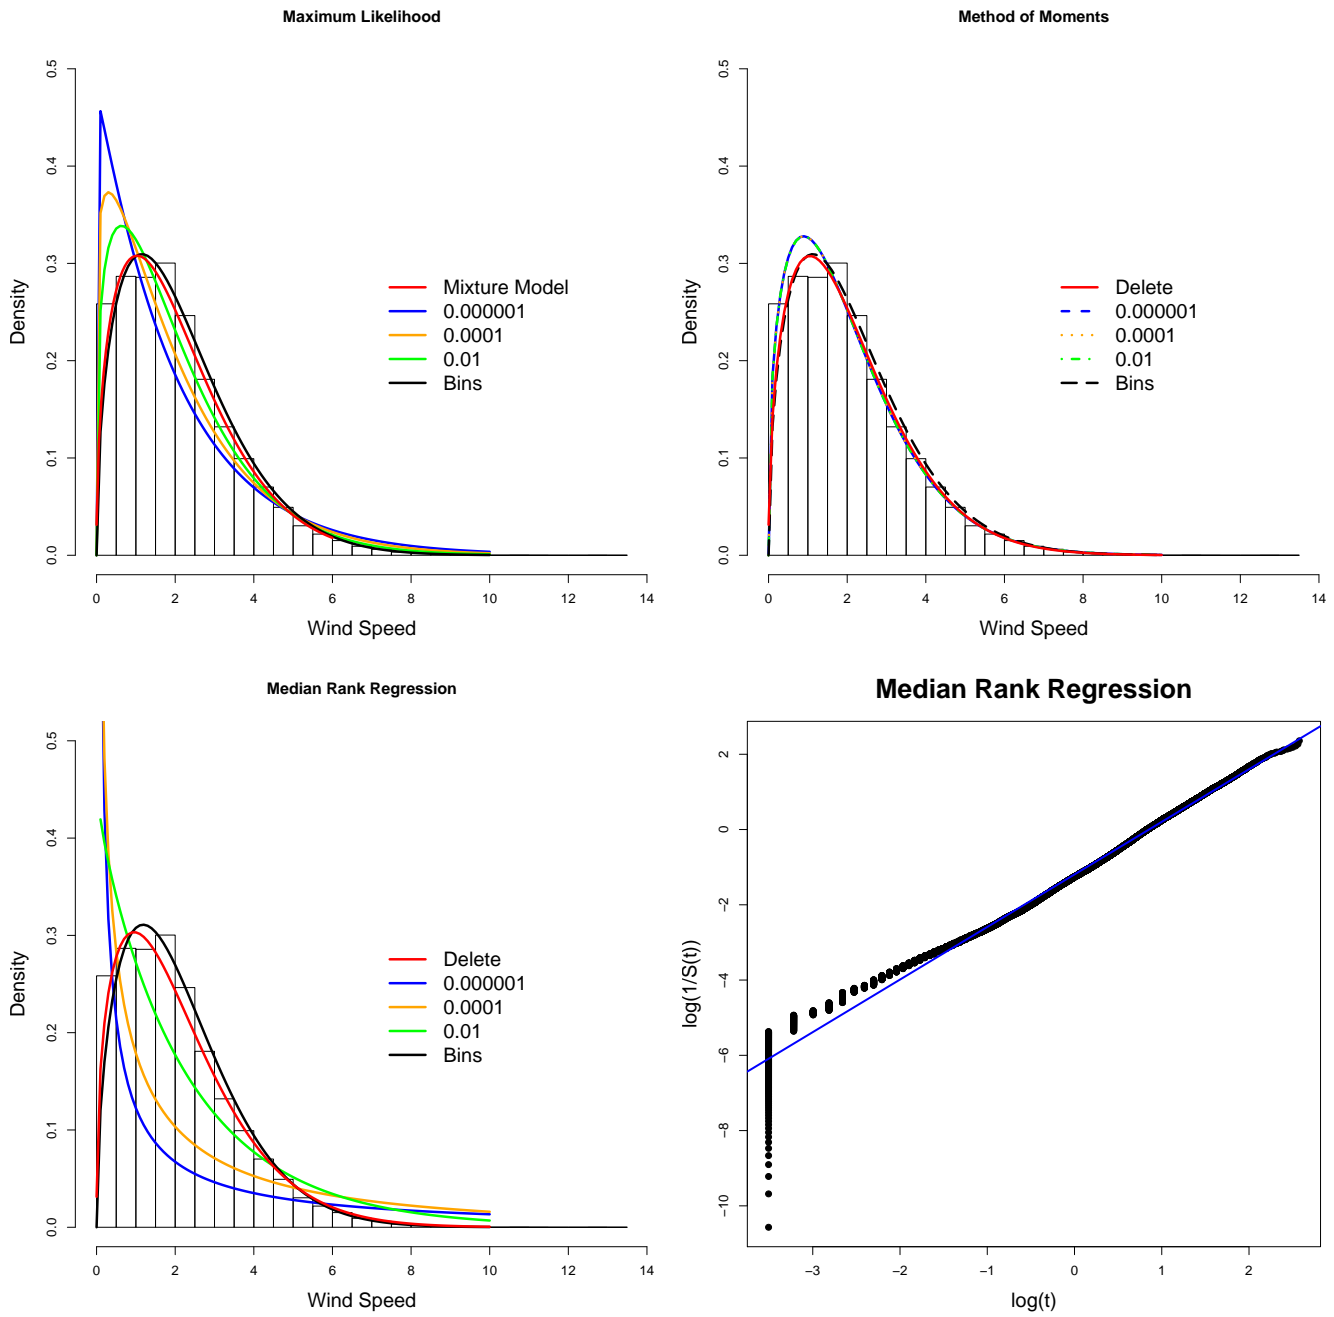 Maximum Likelihood
Density
0.0 0.1 0.2 0.3 0.4 0.5
Mixture Model
0.000001
0.0001
0.01
Bins
0 2 4 6 8 10 12 14
Wind Speed
Method of Moments
Density
0.0 0.1 0.2 0.3 0.4 0.5
Delete
0.000001
0.0001
0.01
Bins
0 2 4 6 8 10 12 14
Wind Speed
Median Rank Regression
Density
0.0 0.1 0.2 0.3 0.4 0.5
Delete
0.000001
0.0001
0.01
Bins
0 2 4 6 8 10 12 14
Wind Speed
Median Rank Regression
log(1/S(t))
−10 −8 −6 −4 −2 0 2
−3 −2 −1 0 1 2
log(t)